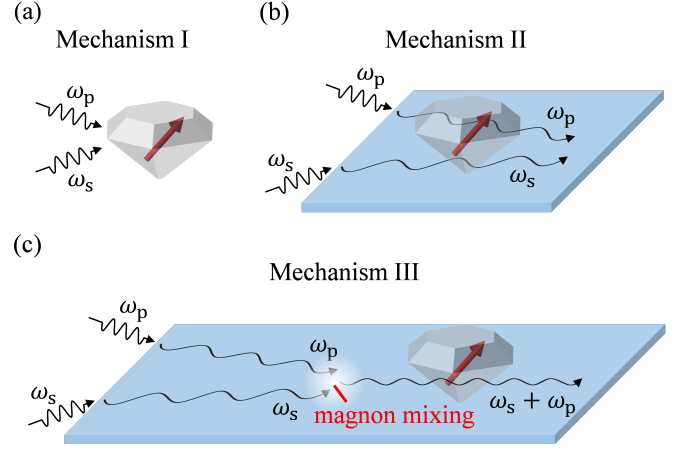 (a)
Mechanism I
ωp
ωs
(b)
Mechanism II
ωp
ωp
ωs
ωs
(c)
Mechanism III
ωp
ωp
ωs
ωs
magnon mixing
ωs + ωp